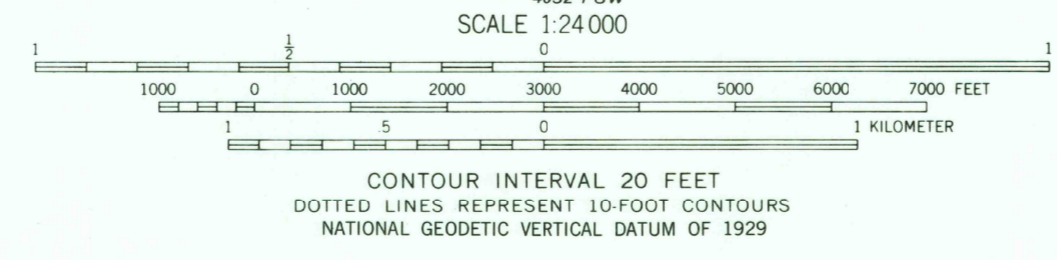 SCALE 1:24 000
1 1/2 0 1
1000 0 1000 2000 3000 4000 5000 6000 7000 FEET
1 .5 0 1 KILOMETER
CONTOUR INTERVAL 20 FEET
DOTTED LINES REPRESENT 10-FOOT CONTOURS
NATIONAL GEODETIC VERTICAL DATUM OF 1929